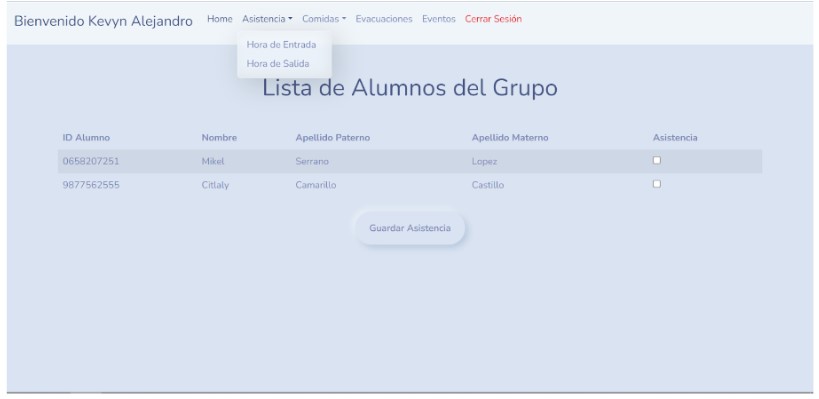 Bienvenido Kevyn Alejandro Home Asistencia Comidas Evacuaciones Eventos Cerrar Sesión
Hora de Entrada
Hora de Salida
Lista de Alumnos del Grupo
ID Alumno Nombre Apellido Paterno Apellido Materno Asistencia
0658207251 Mikel Serrano Lopez
9877562555 Citlaly Camarillo Castillo
Guardar Asistencia